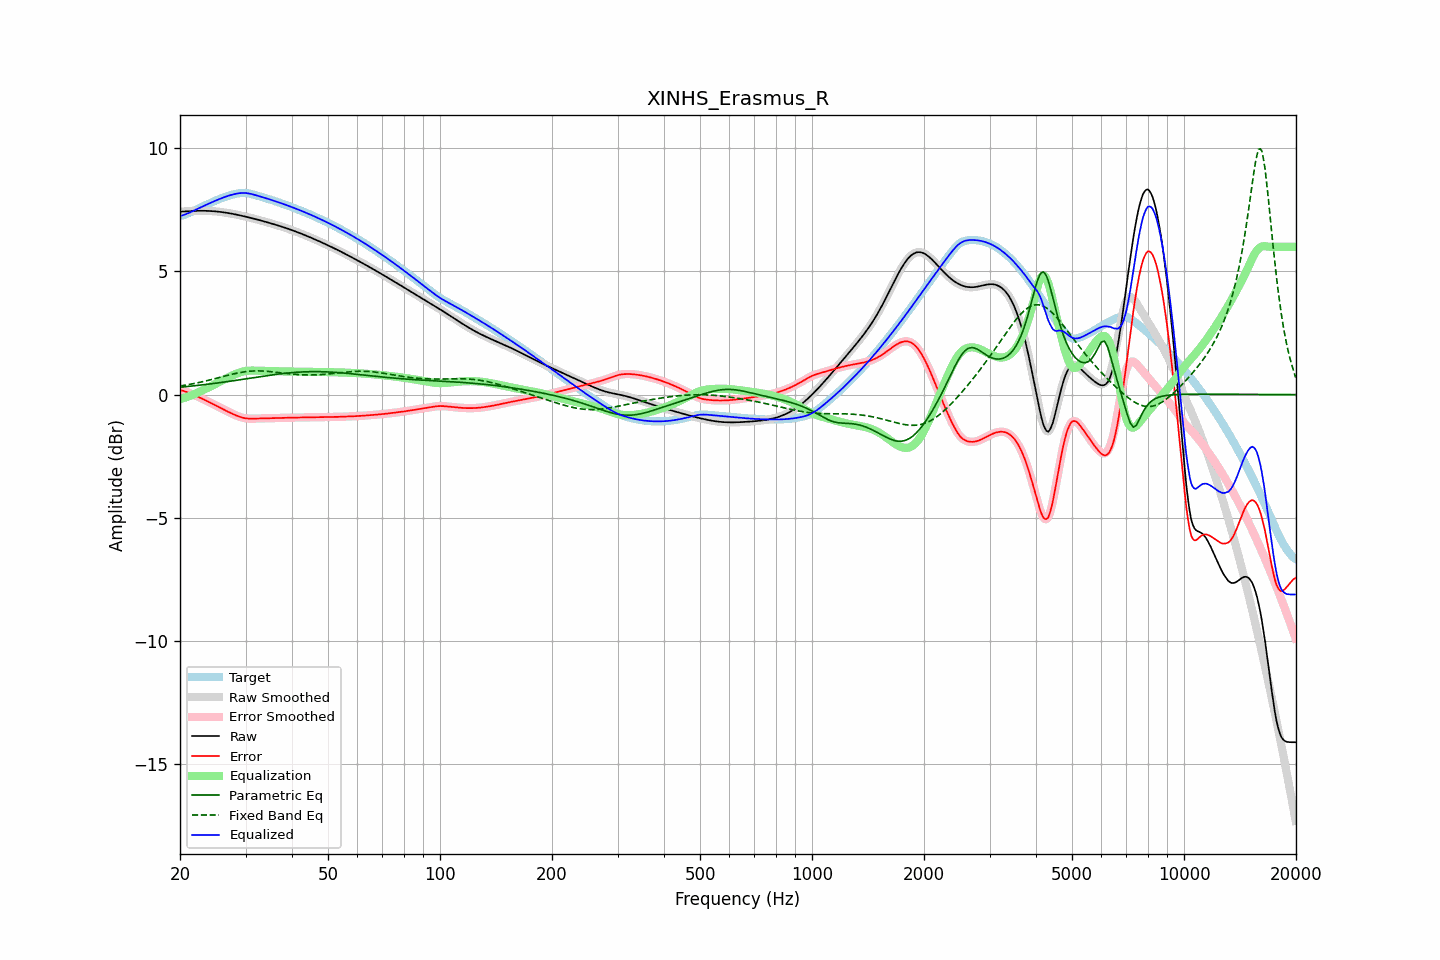 XINHS_Erasmus_R
Amplitude (dBr)
10
5
0
−5
−10
−15
Target
Raw Smoothed
Error Smoothed
Raw
Error
Equalization
Parametric Eq
Fixed Band Eq
Equalized
20 50 100 200 500 1000 2000 5000 10000 20000
Frequency (Hz)